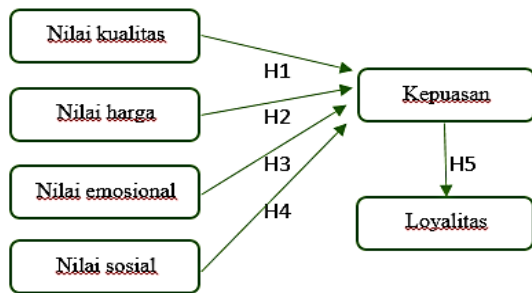 Nilai kualitas
H1
Kepuasan
Nilai harga
H2
Nilai emosional
H3
H5
H4
Loyalitas
Nilai sosial